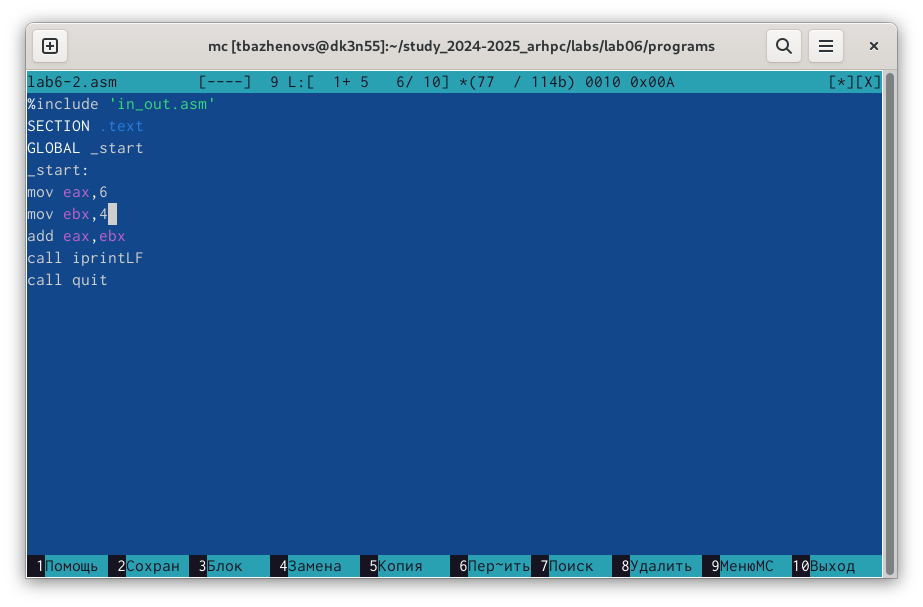 mc [tbazhenovs@dk3n55]:~/study_2024-2025_arhpc/labs/lab06/programs
lab6-2.asm [----] 9 L:[ 1+ 5 6/ 10] *(77 / 114b) 0010 0x00A [*][X]
%include 'in_out.asm'
SECTION .text
GLOBAL _start
_start:
mov eax,6
mov ebx,4
add eax,ebx
call iprintLF
call quit
1Помощь 2Сохран 3Блок 4Замена 5Копия 6Пер~ить 7Поиск 8Удалить 9МенюМС 10Выход